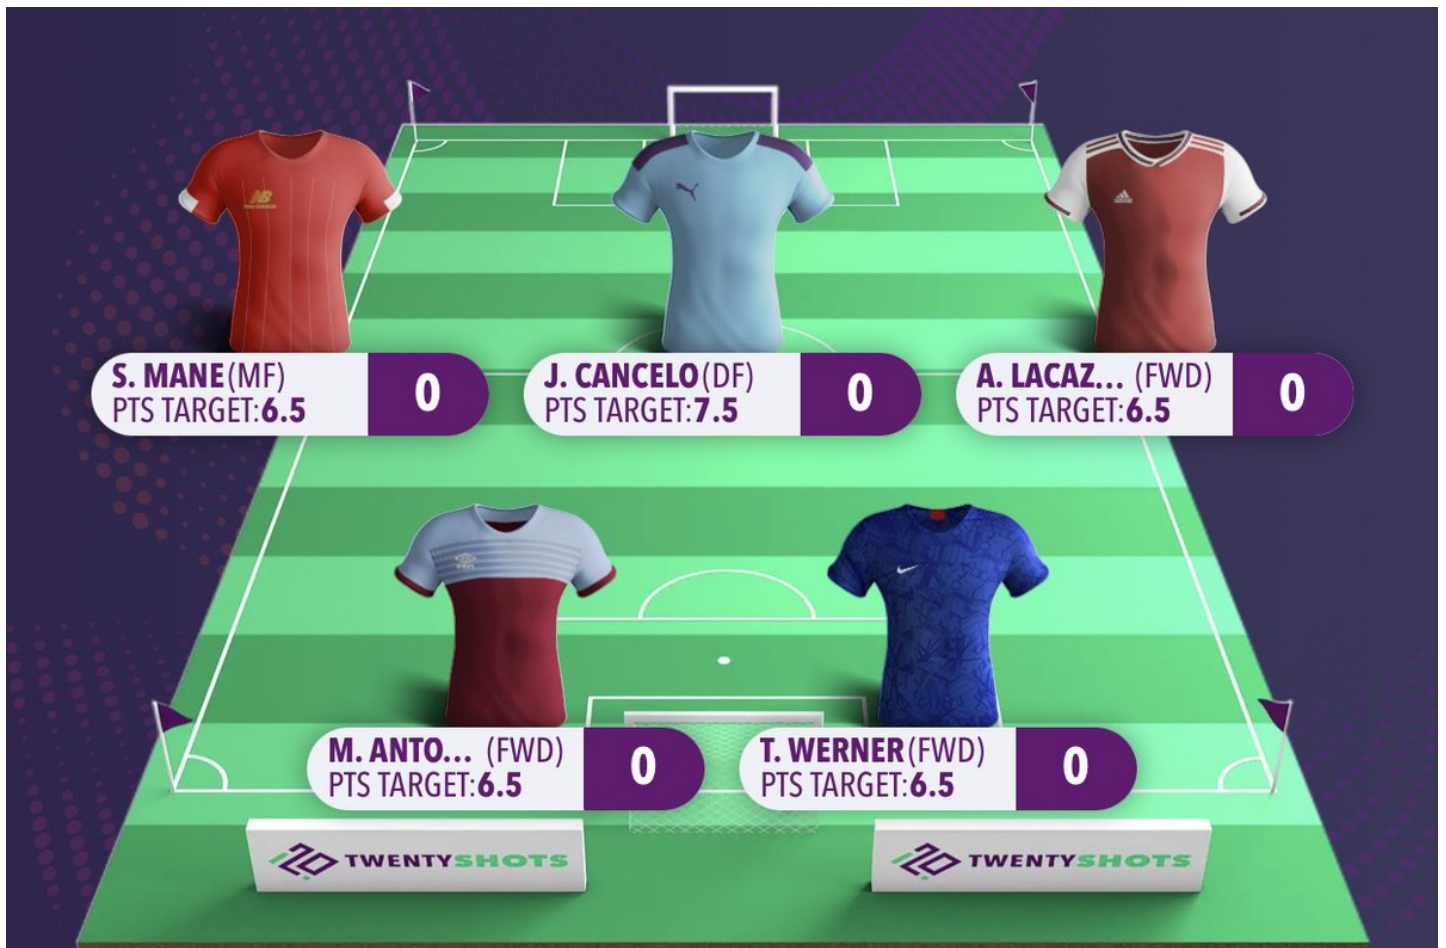 S. MANE(MF)
PTS TARGET:6.5
0
J. CANCELO(DF)
PTS TARGET:7.5
0
A. LACAZ... (FWD)
PTS TARGET:6.5
0
M. ANTO... (FWD)
PTS TARGET:6.5
0
T. WERNER(FWD)
PTS TARGET:6.5
0
TWENTYSHOTS
TWENTYSHOTS